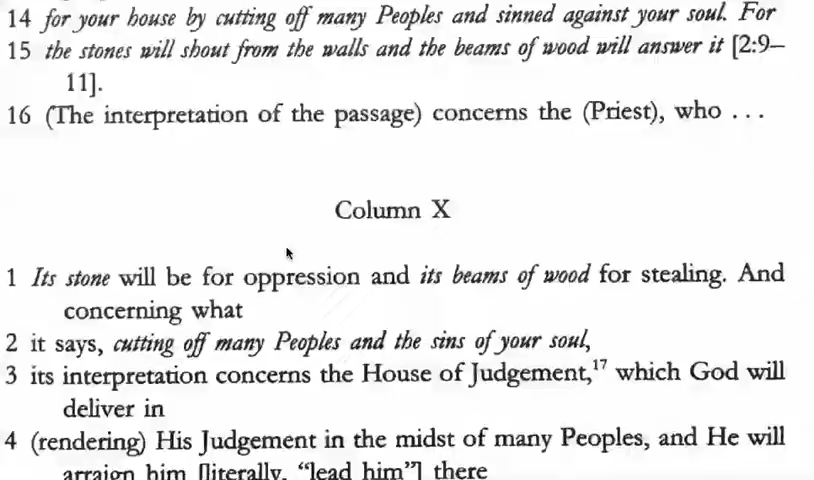 14 for your house by cutting off many Peoples and sinned against your soul. For
15 the stones will shout from the walls and the beams of wood will answer it [2:9–
11].
16 (The interpretation of the passage) concerns the (Priest), who . . .
Column X
1 Its stone will be for oppression and its beams of wood for stealing. And
concerning what
2 it says, cutting off many Peoples and the sins of your soul,
3 its interpretation concerns the House of Judgement,17 which God will
deliver in
4 (rendering) His Judgement in the midst of many Peoples, and He will
arraign him [literally, “lead him”] there